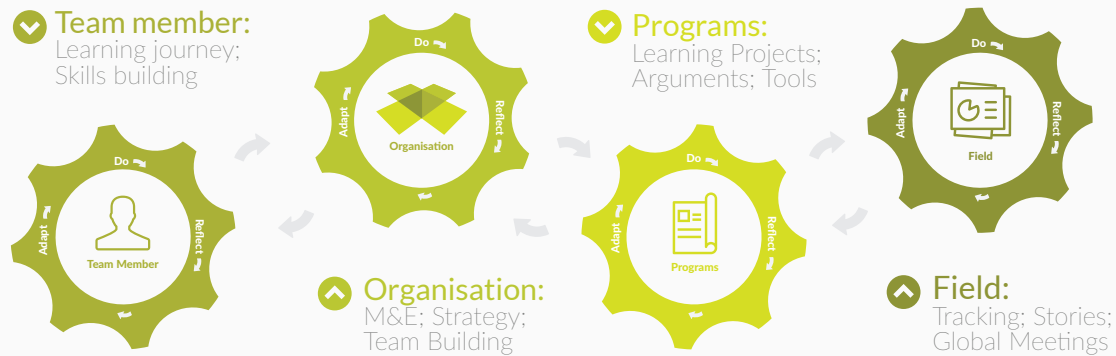 Team member:
Learning journey;
Skills building
Do
Reflect
Adapt
Team Member
Do
Reflect
Adapt
Organisation
Organisation:
M&E; Strategy;
Team Building
Programs:
Learning Projects;
Arguments; Tools
Do
Reflect
Adapt
Programs
Do
Reflect
Adapt
Field
Field:
Tracking; Stories;
Global Meetings